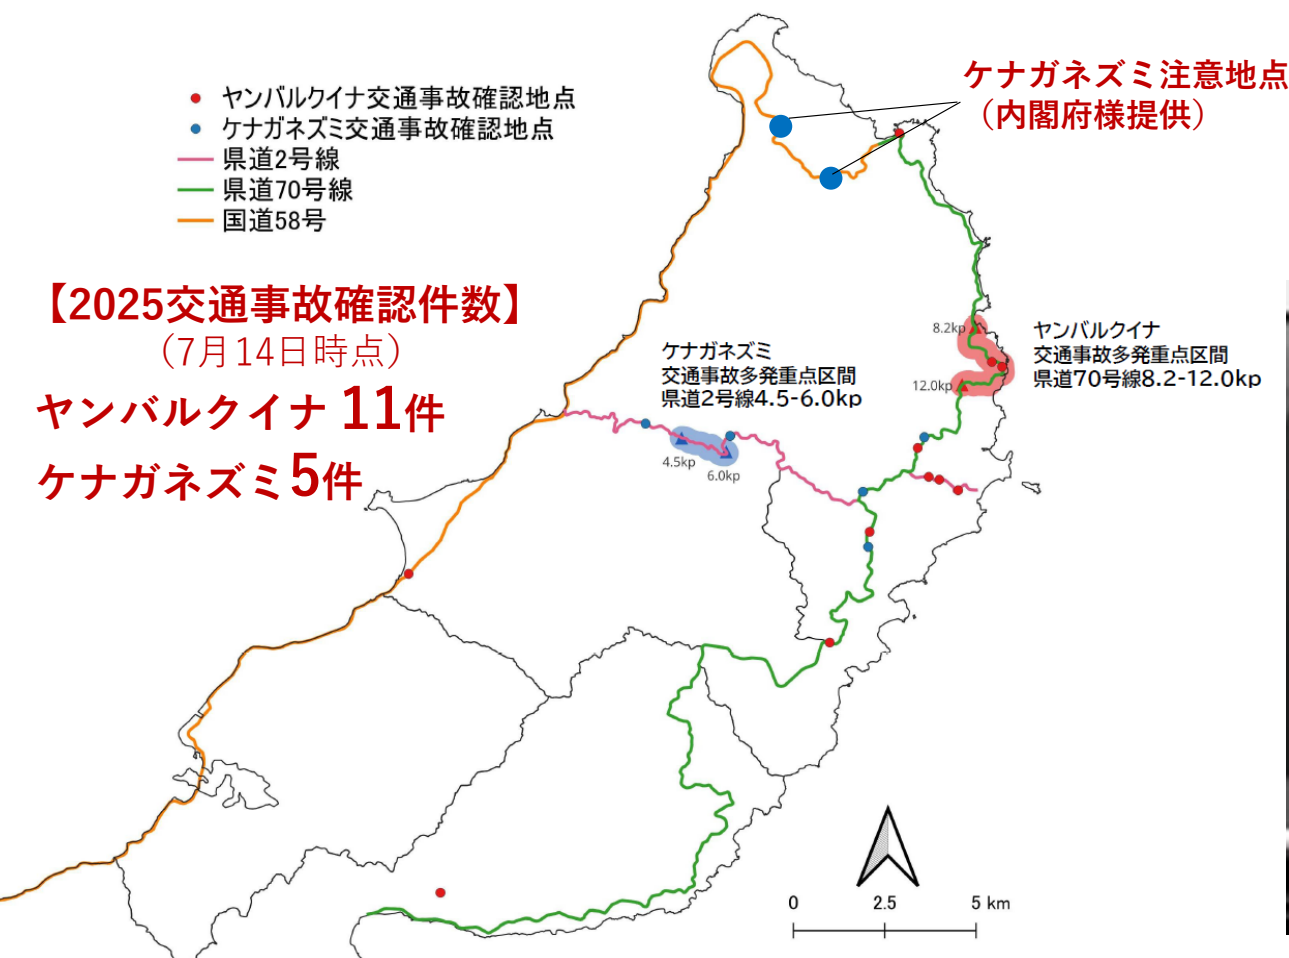 ケナガネズミ注意地点
（内閣府様提供）
ヤンバルクイナ交通事故確認地点
ケナガネズミ交通事故確認地点
県道2号線
県道70号線
国道58号
【2025交通事故確認件数】
（7月14日時点）
ヤンバルクイナ 11件
ケナガネズミ5件
ケナガネズミ
交通事故多発重点区間
県道2号線4.5-6.0kp
4.5kp
6.0kp
8.2kp
12.0kp
ヤンバルクイナ
交通事故多発重点区間
県道70号線8.2-12.0kp
0 2.5 5 km